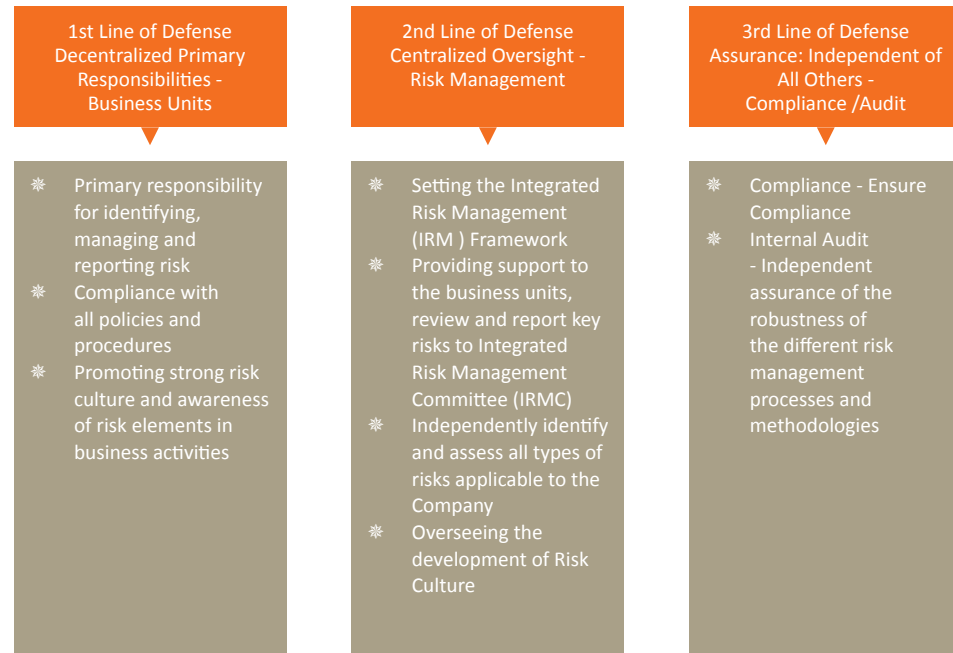 1st Line of Defense
Decentralized Primary
Responsibilities -
Business Units
✵ Primary responsibility
for identifying,
managing and
reporting risk
✵ Compliance with
all policies and
procedures
✵ Promoting strong risk
culture and awareness
of risk elements in
business activities
2nd Line of Defense
Centralized Oversight -
Risk Management
✵ Setting the Integrated
Risk Management
(IRM ) Framework
✵ Providing support to
the business units,
review and report key
risks to Integrated
Risk Management
Committee (IRMC)
✵ Independently identify
and assess all types of
risks applicable to the
Company
✵ Overseeing the
development of Risk
Culture
3rd Line of Defense
Assurance: Independent of
All Others -
Compliance /Audit
✵ Compliance - Ensure
Compliance
✵ Internal Audit
- Independent
assurance of the
robustness of
the different risk
management
processes and
methodologies